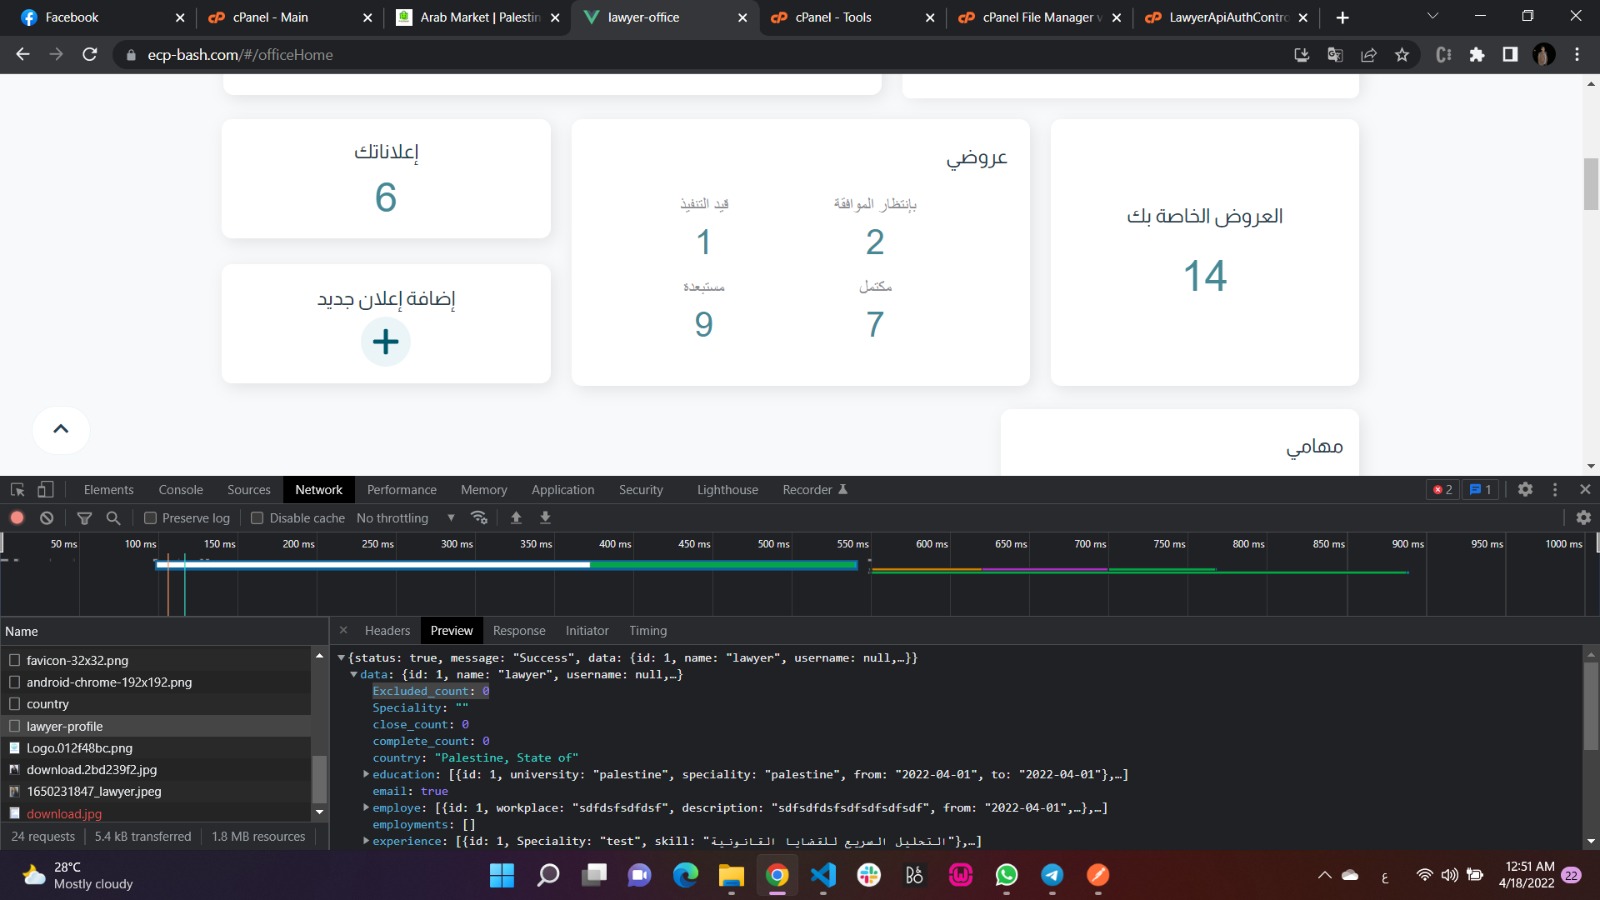 Facebook
cPanel - Main
Arab Market | Palestin
lawyer-office
cPanel - Tools
cPanel File Manager v
LawyerApiAuthContro
ecp-bash.com/#/officeHome
إعلاناتك
6
إضافة إعلان جديد
عروضي
بإنتظار الموافقة
قيد التنفيذ
2
1
مكتمل
مستبعدة
7
9
العروض الخاصة بك
14
مهامي
Elements Console Sources Network Performance Memory Application Security Lighthouse Recorder
2
1
Preserve log
Disable cache
No throttling
50 ms 100 ms 150 ms 200 ms 250 ms 300 ms 350 ms 400 ms 450 ms 500 ms 550 ms 600 ms 650 ms 700 ms 750 ms 800 ms 850 ms 900 ms 950 ms 1000 ms
Name
favicon-32x32.png
android-chrome-192x192.png
country
lawyer-profile
Logo.012f48bc.png
download.2bd239f2.jpg
1650231847_lawyer.jpeg
download.jpg
24 requests 5.4 kB transferred 1.8 MB resources
Headers Preview Response Initiator Timing
{status: true, message: "Success", data: {id: 1, name: "lawyer", username: null,…}}
data: {id: 1, name: "lawyer", username: null,…}
Excluded_count: 0
Speciality: ""
close_count: 0
complete_count: 0
country: "Palestine, State of"
education: [{id: 1, university: "palestine", speciality: "palestine", from: "2022-04-01", to: "2022-04-01"},…]
email: true
employe: [{id: 1, workplace: "sdfdsfsdfdsf", description: "sdfsdfdsfsdfsdfsdfsdf", from: "2022-04-01",…},…]
employments: []
experience: [{id: 1, Speciality: "test", skill: "التحليل السريع للقضايا القانونية"},…]
28°C
Mostly cloudy
ع
12:51 AM
4/18/2022
22